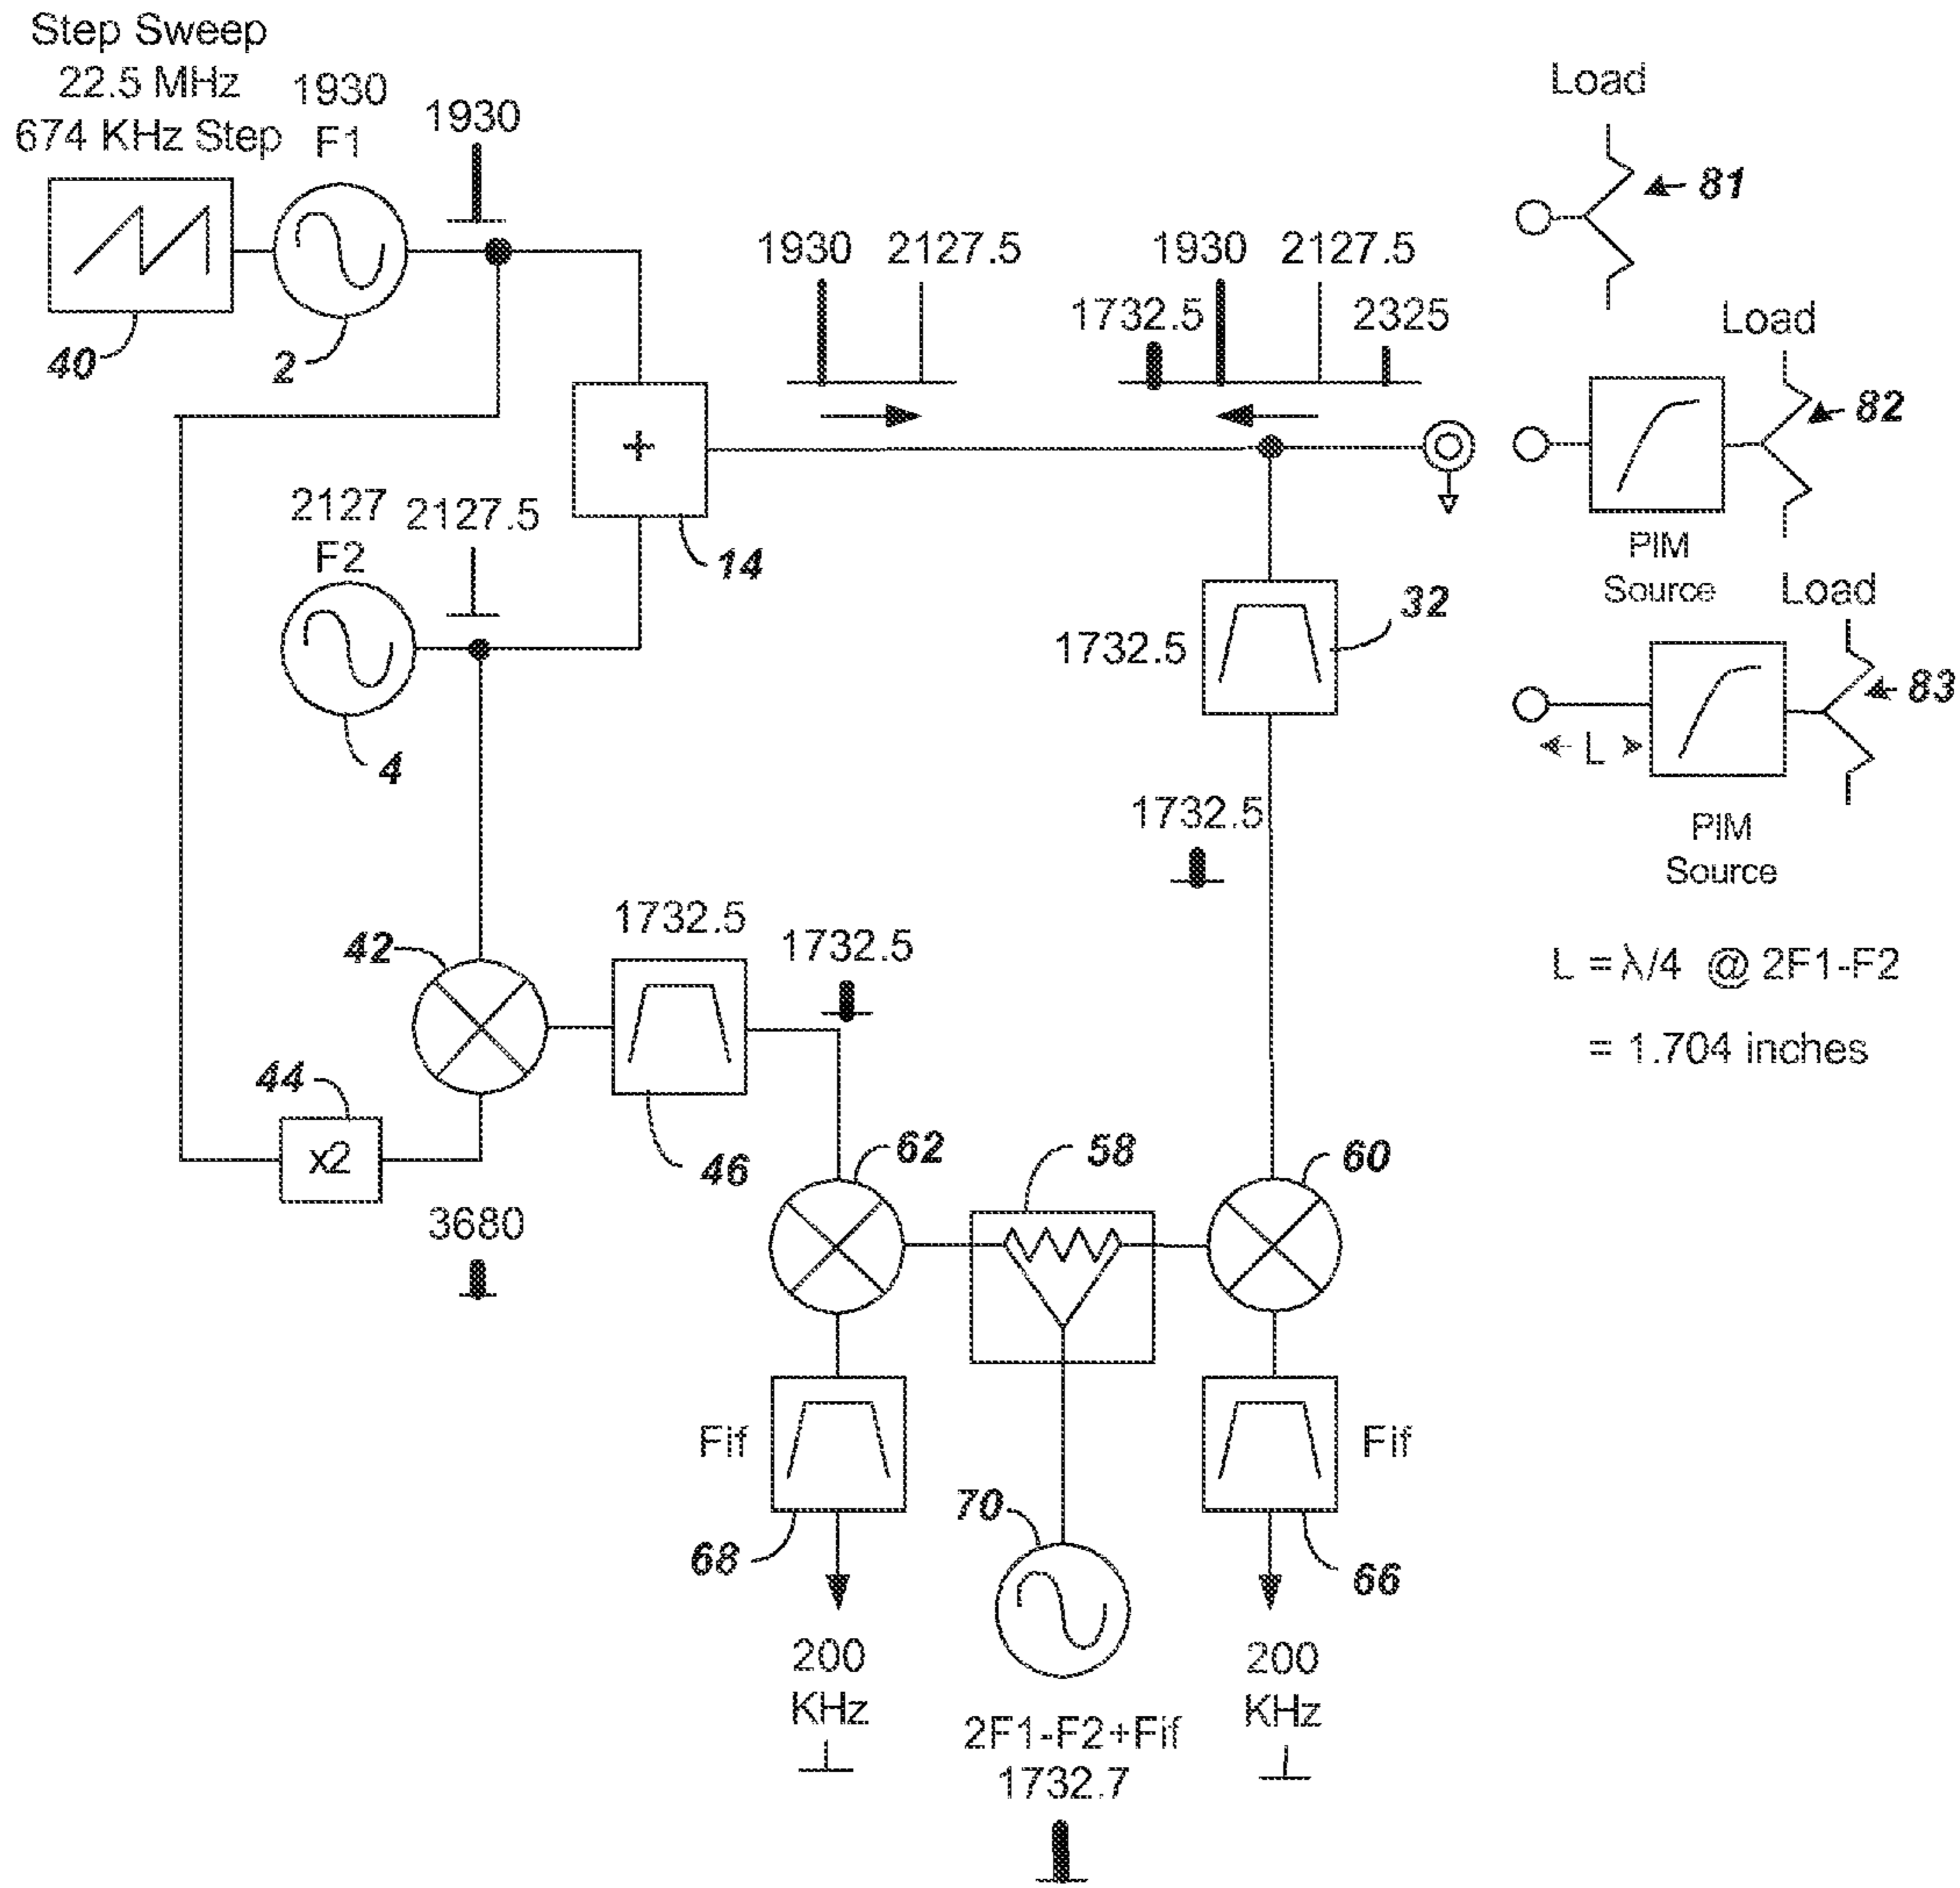 Step Sweep
22.5 MHz
674 KHz Step
1930
F1
1930
40
2
1930
2127.5
1732.5
1930
2127.5
2325
Load
81
Load
82
PIM
Source
+
14
2127
F2
2127.5
4
1732.5
32
Load
83
L
PIM
Source
1732.5
L = λ/4 @ 2F1-F2
= 1.704 inches
42
1732.5
1732.5
44
x2
46
3680
62
58
60
Fif
68
70
Fif
66
200
KHz
2F1-F2+Fif
1732.7
200
KHz